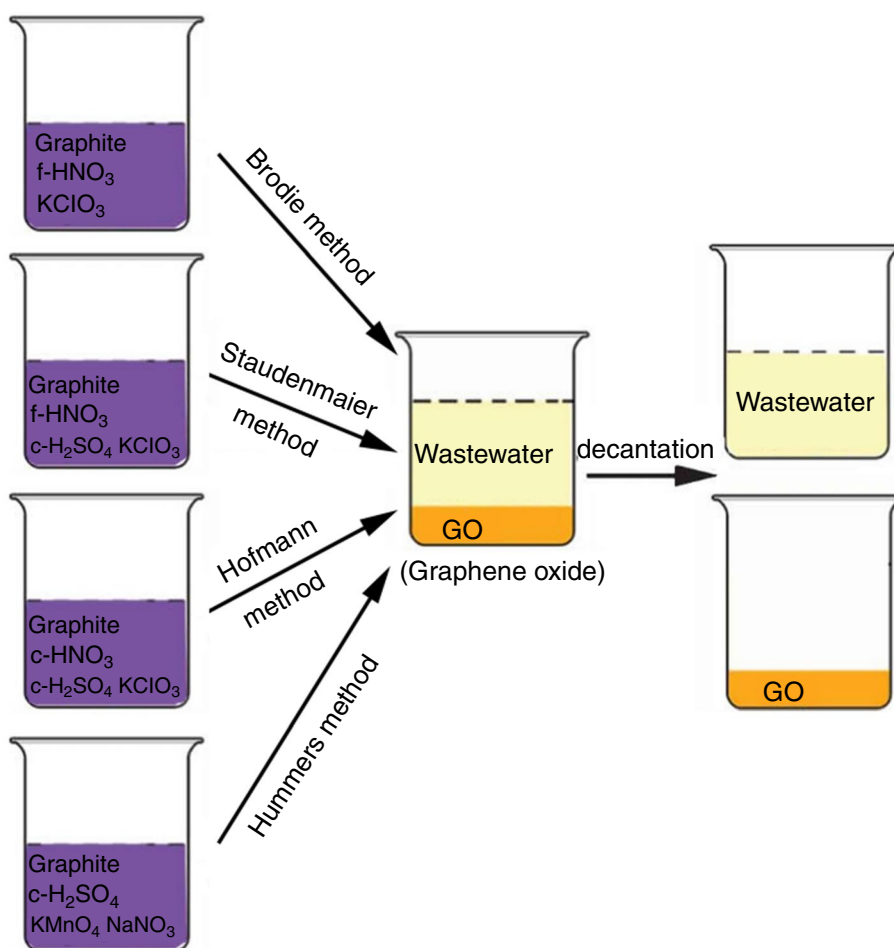 Graphite
f-HNO₃
KClO₃
Brodie method
Graphite
f-HNO₃
c-H₂SO₄ KClO₃
Staudenmaier
method
Graphite
c-HNO₃
c-H₂SO₄ KClO₃
Hofmann
method
Graphite
c-H₂SO₄
KMnO₄ NaNO₃
Hummers method
Wastewater
GO
(Graphene oxide)
decantation
Wastewater
GO